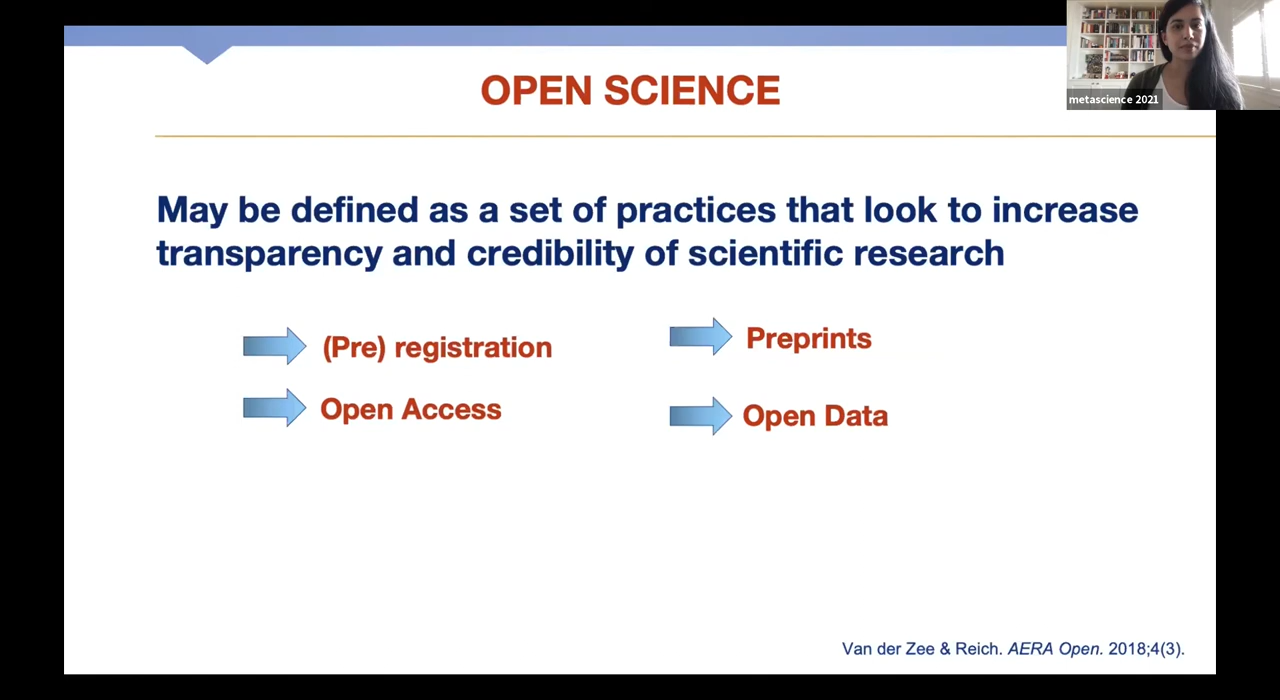 OPEN SCIENCE
metascience 2021
May be defined as a set of practices that look to increase
transparency and credibility of scientific research
(Pre) registration
Preprints
Open Access
Open Data
Van der Zee & Reich. AERA Open. 2018;4(3).